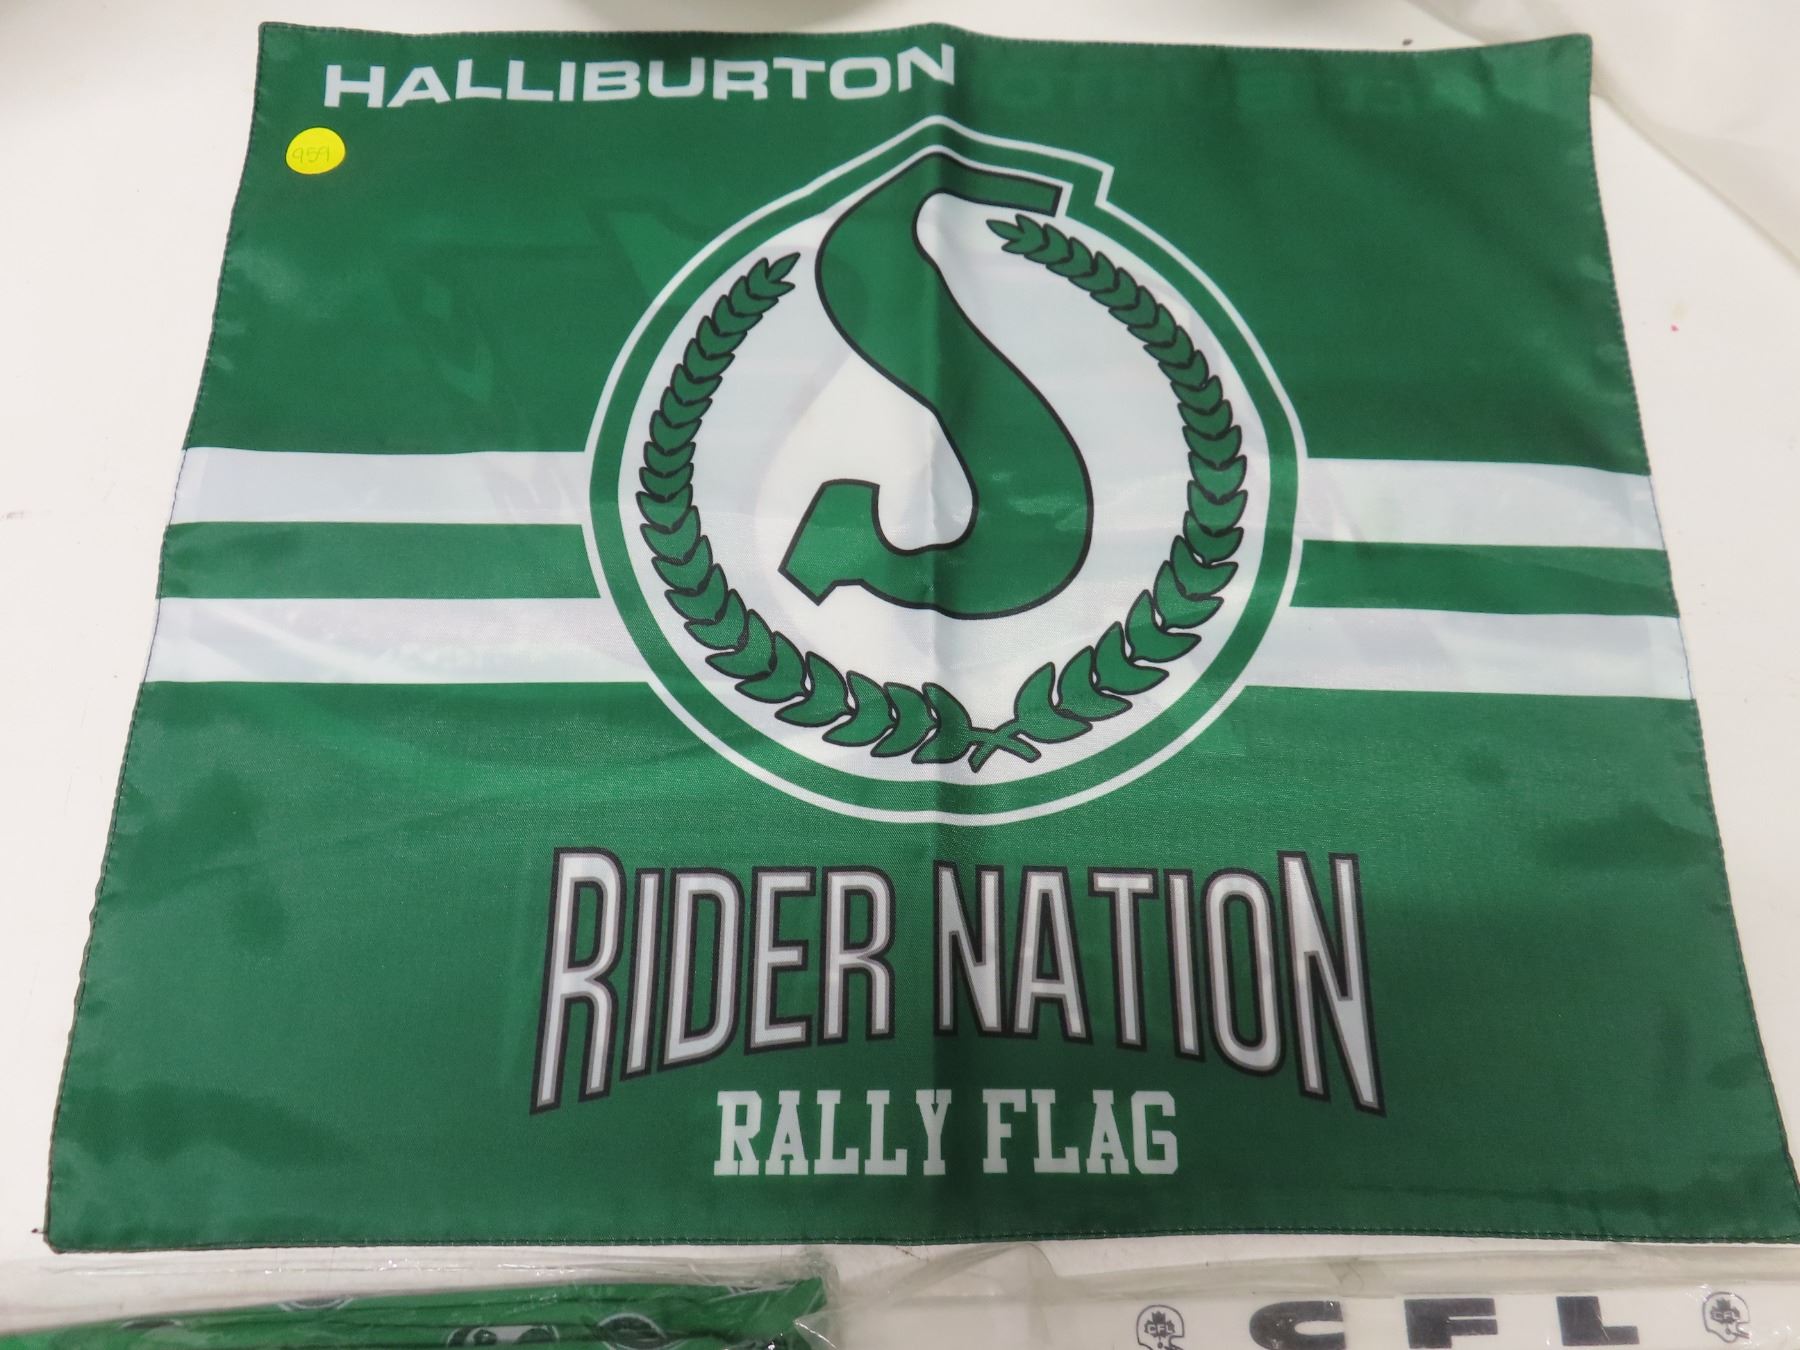 HALLIBURTON
959
S
RIDER NATION
RALLY FLAG
CFL C F L